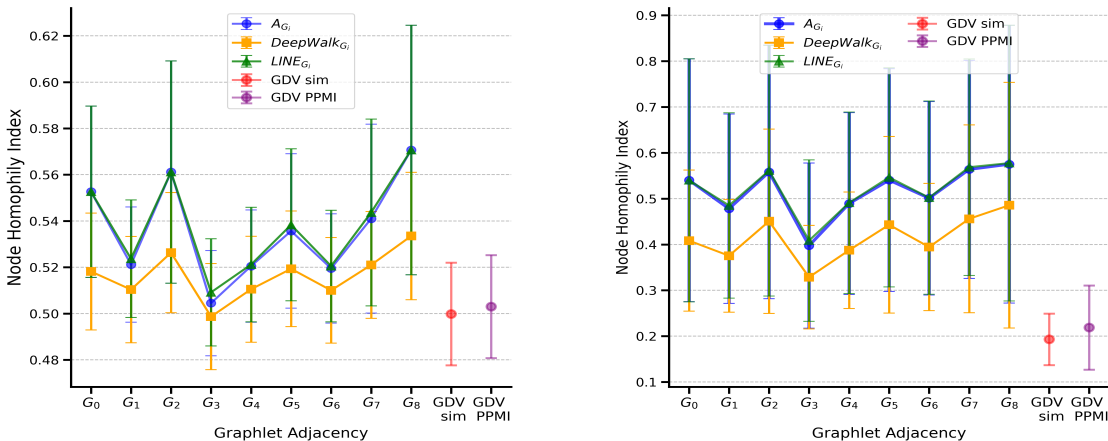 A_{G_i}
DeepWalk_{G_i}
LINE_{G_i}
GDV sim
GDV PPMI
Node Homophily Index
0.62
0.60
0.58
0.56
0.54
0.52
0.50
0.48
G_0 G_1 G_2 G_3 G_4 G_5 G_6 G_7 G_8 GDV sim GDV PPMI
Graphlet Adjacency
A_{G_i}
DeepWalk_{G_i}
LINE_{G_i}
GDV sim
GDV PPMI
Node Homophily Index
0.9
0.8
0.7
0.6
0.5
0.4
0.3
0.2
0.1
G_0 G_1 G_2 G_3 G_4 G_5 G_6 G_7 G_8 GDV sim GDV PPMI
Graphlet Adjacency